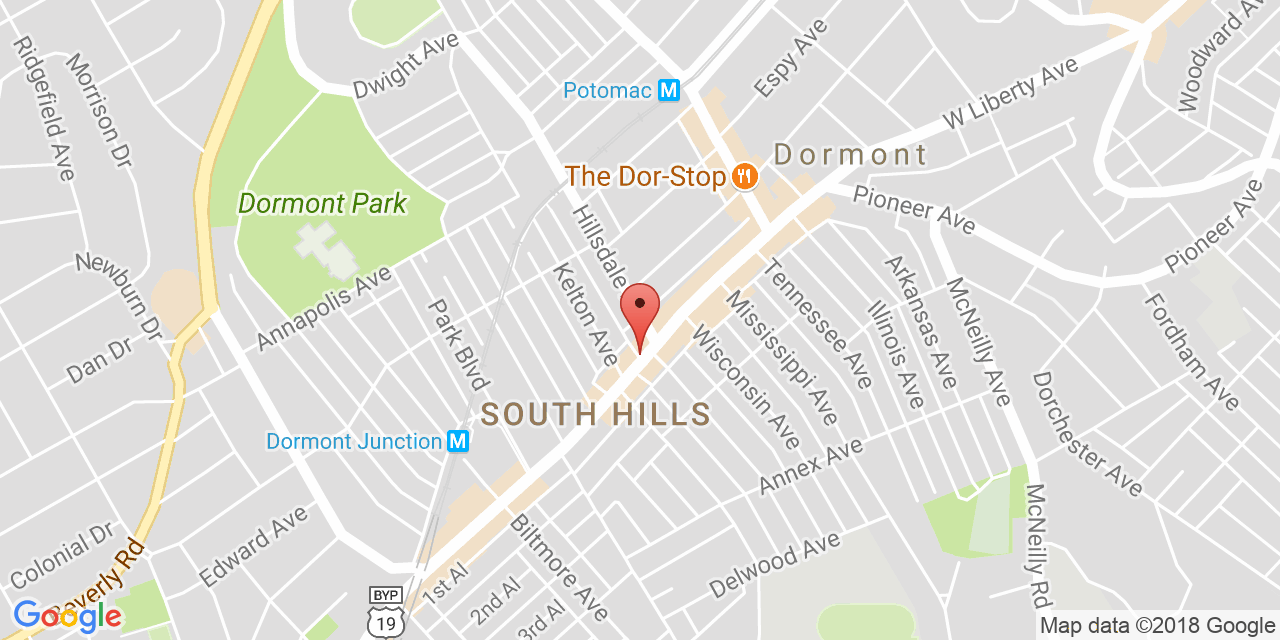 Ridgefield Ave
Morrison Dr
Dwight Ave
Potomac
M
Espy Ave
W Liberty Ave
Woodward Av
Dormont
The Dor-Stop
Dormont Park
Hillsdale
Pioneer Ave
Pioneer Ave
Newburn Dr
Annapolis Ave
Kelton Ave
Park Blvd
Dan Dr
Tennessee Ave
Mississippi Ave
Wisconsin Ave
Illinois Ave
Arkansas Ave
McNeilly Ave
Fordham Ave
Dorchester Ave
SOUTH HILLS
Dormont Junction
M
Annex Ave
McNeilly Rd
Colonial Dr
Edward Ave
Beverly Rd
Biltmore Ave
Delwood Ave
1st Al
2nd Al
3rd Al
BYP
19
Google
Map data ©2018 Google